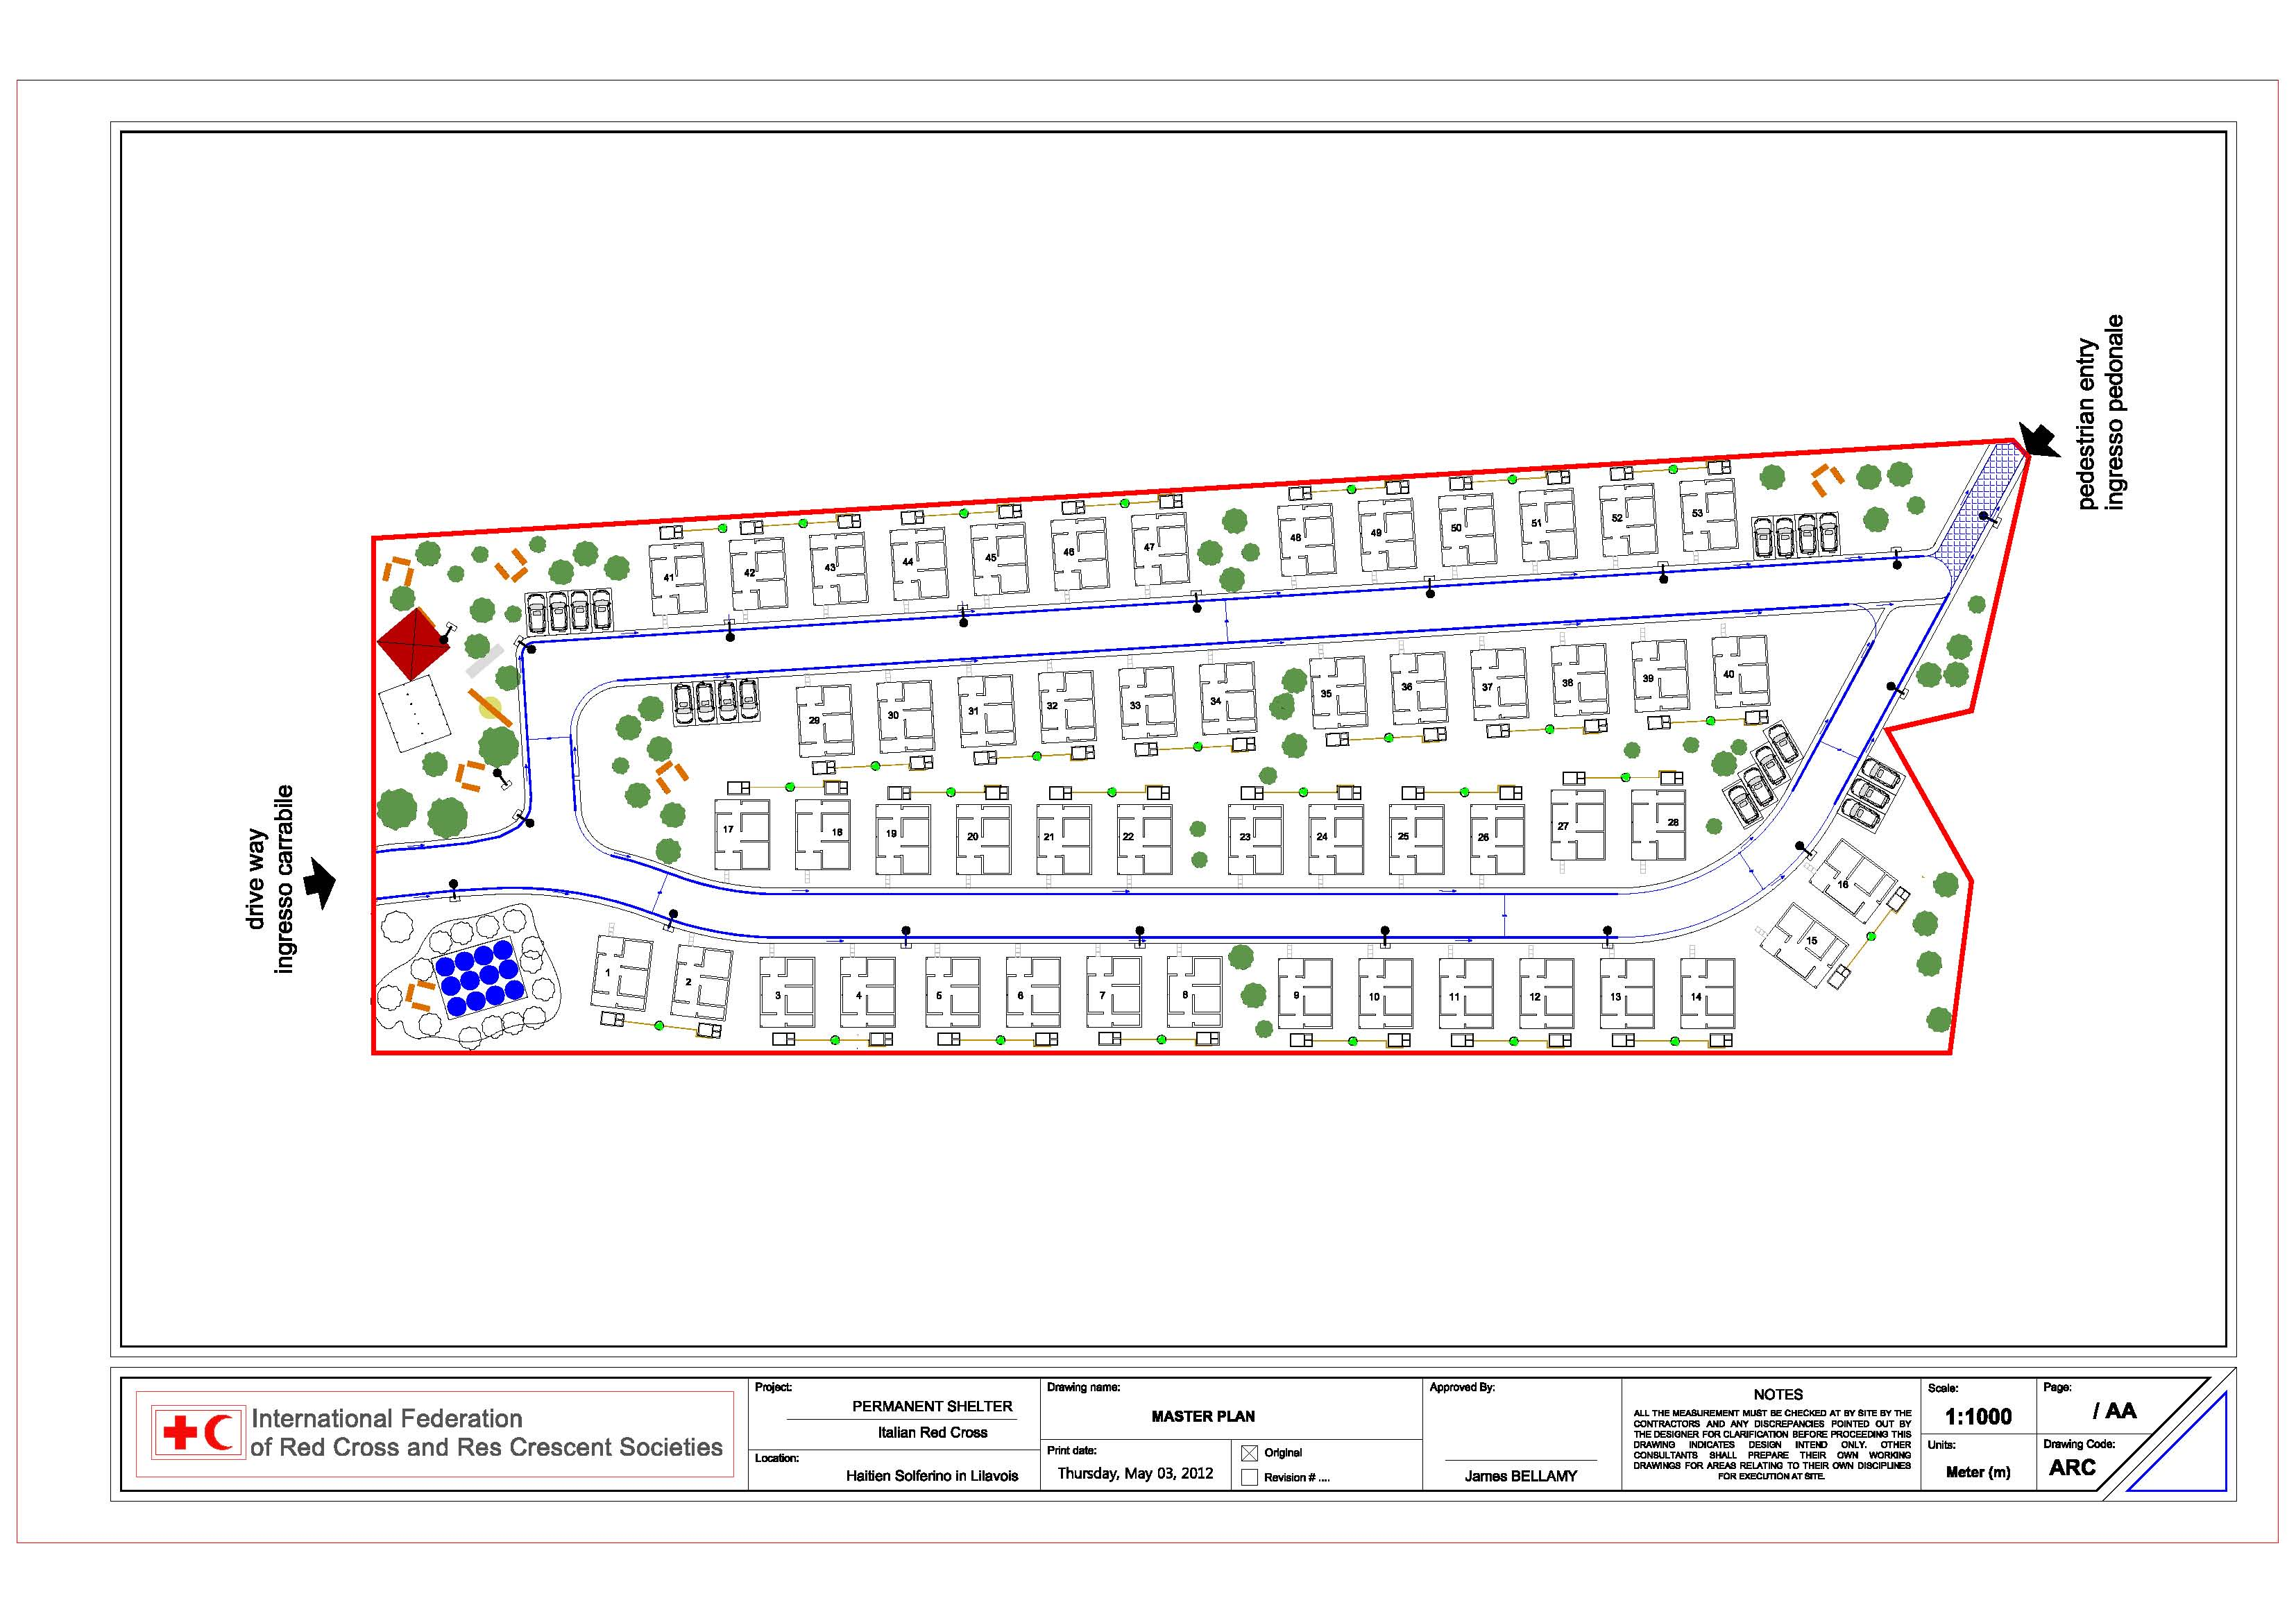 pedestrian entry
ingresso pedonale
53
52
51
50
49
48
47
46
45
44
43
42
41
40
39
38
37
36
35
34
33
32
31
30
29
17
18
19
20
21
22
23
24
25
26
27
28
drive way
ingresso carrabile
16
15
1
2
3
4
5
6
7
8
9
10
11
12
13
14
International Federation
of Red Cross and Res Crescent Societies
Project:
PERMANENT SHELTER
Italian Red Cross
Location:
Haitien Solferino in Lilavois
Drawing name:
MASTER PLAN
Print date:
Thursday, May 03, 2012
Original
Revision # ....
Approved By:
James BELLAMY
NOTES
ALL THE MEASUREMENT MUST BE CHECKED AT BY SITE BY THE
CONTRACTORS AND ANY DISCREPANCIES POINTED OUT BY
THE DESIGNER FOR CLARIFICATION BEFORE PROCEEDING THIS
DRAWING INDICATES DESIGN INTEND ONLY. OTHER
CONSULTANTS SHALL PREPARE THEIR OWN WORKING
DRAWINGS FOR AREAS RELATING TO THEIR OWN DISCIPLINES
FOR EXECUTION AT SITE.
Scale:
1:1000
Units:
Meter (m)
Page:
/ AA
Drawing Code:
ARC